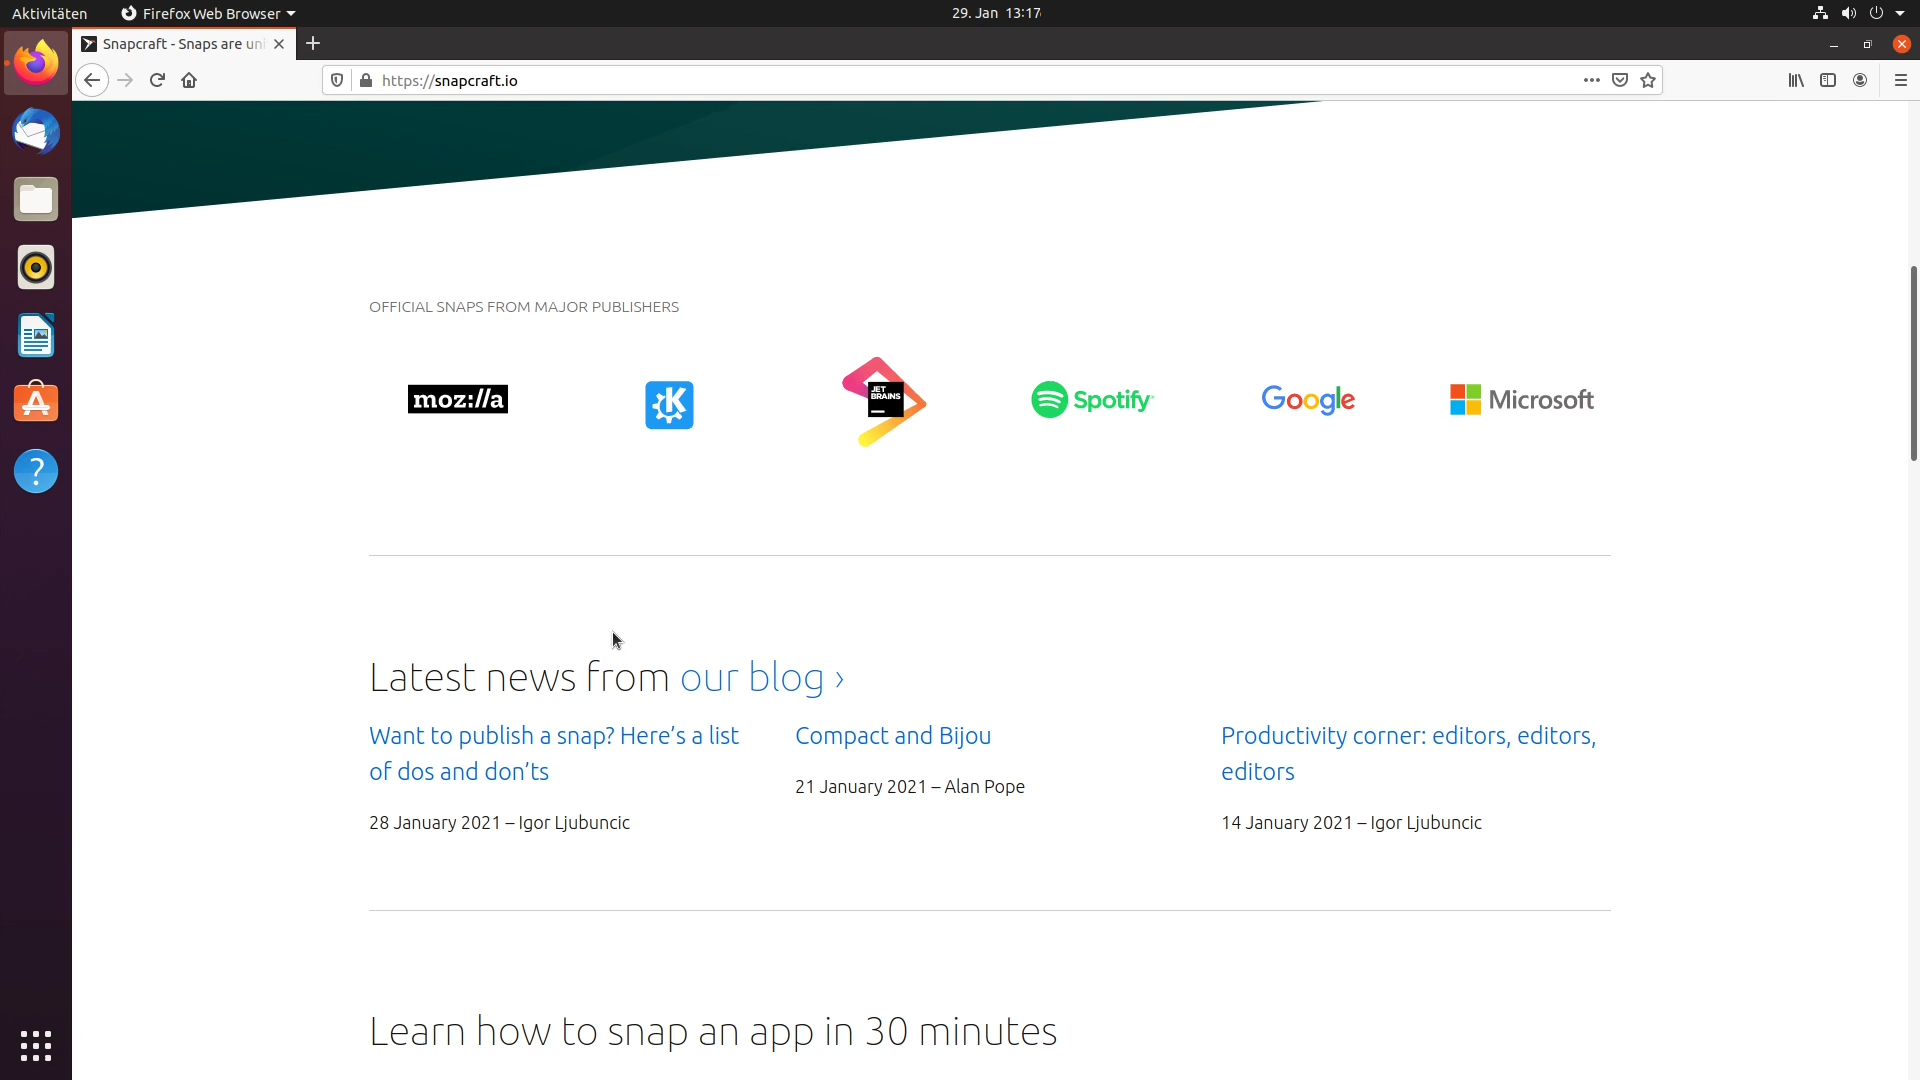 Aktivitäten
Firefox Web Browser
29. Jan 13:17
Snapcraft - Snaps are uni
https://snapcraft.io
OFFICIAL SNAPS FROM MAJOR PUBLISHERS
moz://a
K
JET
BRAINS
Spotify
Google
Microsoft
Latest news from our blog ›
Want to publish a snap? Here’s a list
of dos and don’ts
28 January 2021 – Igor Ljubuncic
Compact and Bijou
21 January 2021 – Alan Pope
Productivity corner: editors, editors,
editors
14 January 2021 – Igor Ljubuncic
Learn how to snap an app in 30 minutes